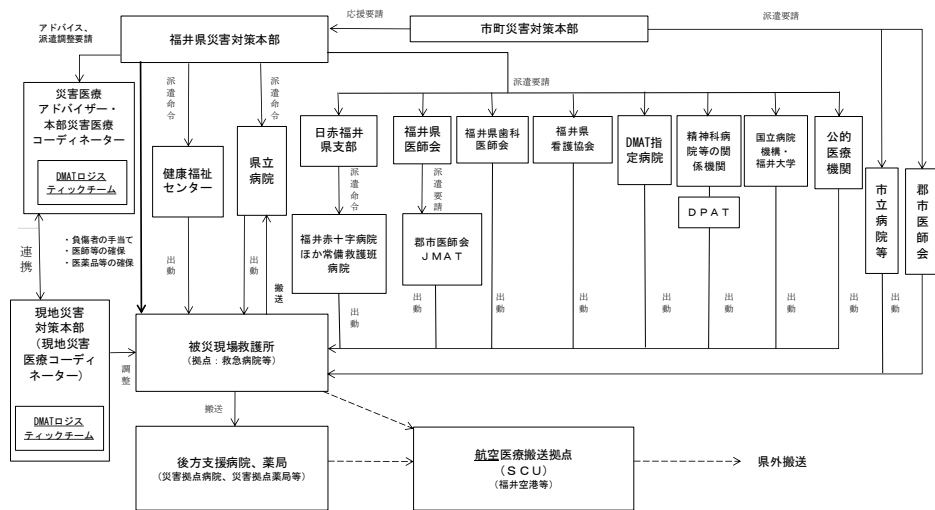 応援要請
派遣要請
アドバイス、
派遣調整要請
福井県災害対策本部
市町災害対策本部
派遣要請
災害医療
アドバイザー・
本部災害医療
コーディネーター
DMATロジス
ティックチーム
派遣命令
派遣命令
健康福祉
センター
県立
病院
日赤福井
県支部
福井県
医師会
福井県歯科
医師会
福井県
看護協会
DMAT指
定病院
精神科病
院等の関
係機関
国立病院
機構・
福井大学
公的
医療
機関
市立病院等
郡市医師会
派遣命令
派遣要請
DPAT
福井赤十字病院
ほか常備救護班
病院
郡市医師会
JMAT
連携
・負傷者の手当て
・医師等の確保
・医薬品等の確保
出動
出動
搬送
出動
出動
出動
出動
出動
出動
出動
出動
出動
出動
現地災害
対策本部
(現地災害
医療コーディ
ネーター)
DMATロジス
ティックチーム
調整
被災現場救護所
(拠点:救急病院等)
搬送
後方支援病院、薬局
(災害拠点病院、災害拠点薬局等)
航空医療搬送拠点
(SCU)
(福井空港等)
県外搬送